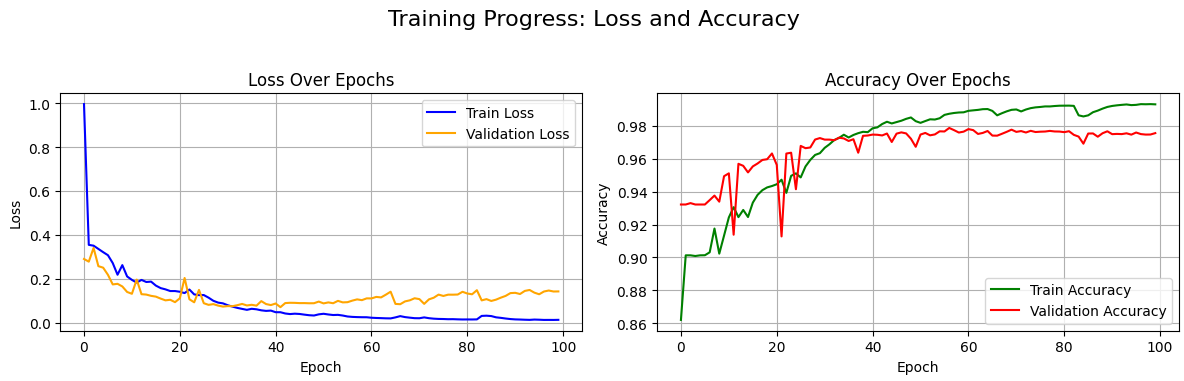 Training Progress: Loss and Accuracy
Loss Over Epochs
1.0
0.8
0.6
0.4
0.2
0.0
Loss
Train Loss
Validation Loss
0 20 40 60 80 100
Epoch
Accuracy Over Epochs
0.98
0.96
0.94
0.92
0.90
0.88
0.86
Accuracy
Train Accuracy
Validation Accuracy
0 20 40 60 80 100
Epoch